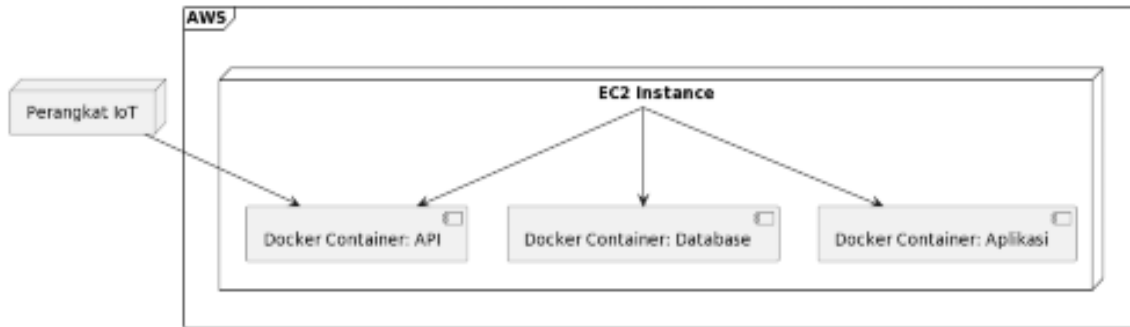 AWS
EC2 Instance
Perangkat IoT
Docker Container: API
Docker Container: Database
Docker Container: Aplikasi